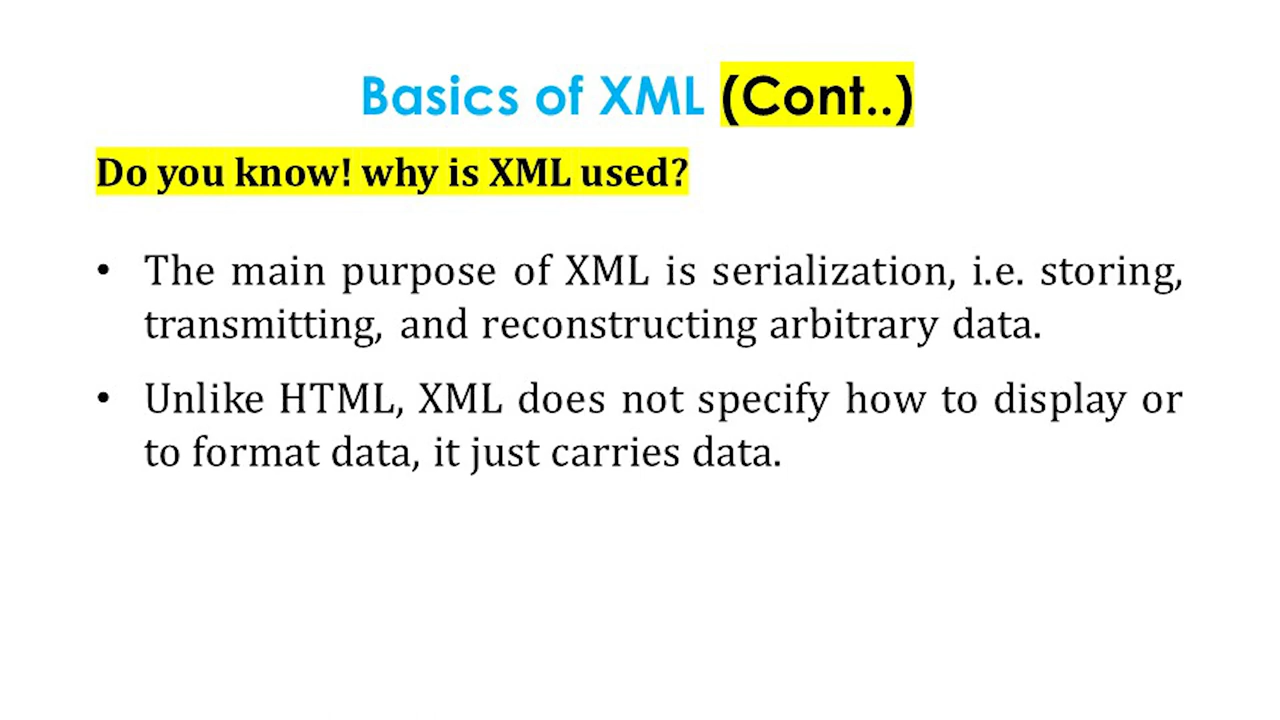 Basics of XML (Cont..)
Do you know! why is XML used?
• The main purpose of XML is serialization, i.e. storing,
transmitting, and reconstructing arbitrary data.
• Unlike HTML, XML does not specify how to display or
to format data, it just carries data.